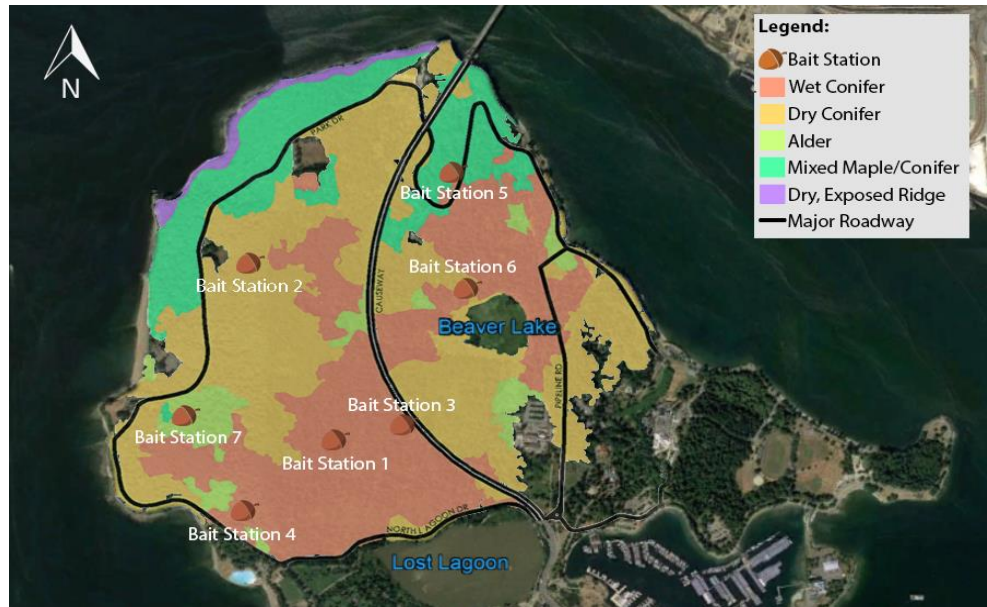 N
Legend:
Bait Station
Wet Conifer
Dry Conifer
Alder
Mixed Maple/Conifer
Dry, Exposed Ridge
Major Roadway
PARK DR
Bait Station 5
Bait Station 2
Bait Station 6
CAUSEWAY
Beaver Lake
PIPELINE RD
Bait Station 3
Bait Station 7
Bait Station 1
Bait Station 4
NORTH LAGOON DR
Lost Lagoon